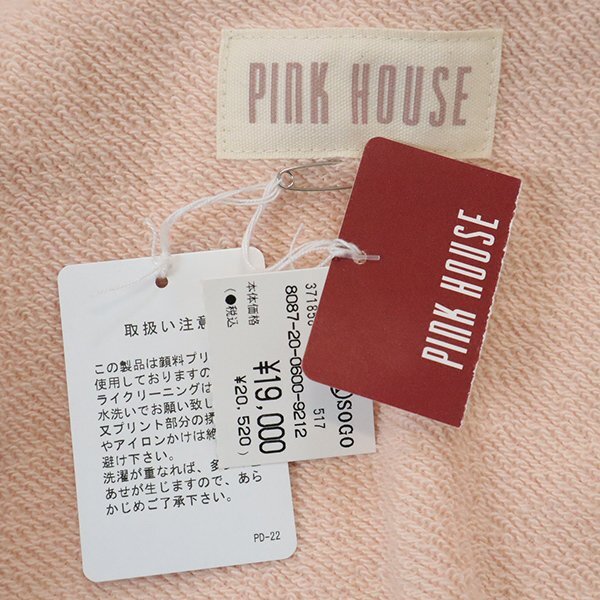 PINK HOUSE
PINK HOUSE
取扱い注意
この製品は顔料プリ
使用しておりますの
ライクリーニングは
水洗いでお願い致し
又プリント部分の揉
やアイロンかけは絶
避け下さい。
洗濯が重なれば、多
あせが生じますので、あら
かじめご了承下さい。
PD-22
371850
8087-20-0600-9212
本体価格
(●税込
¥19,000
¥20,520)
517
SOGO